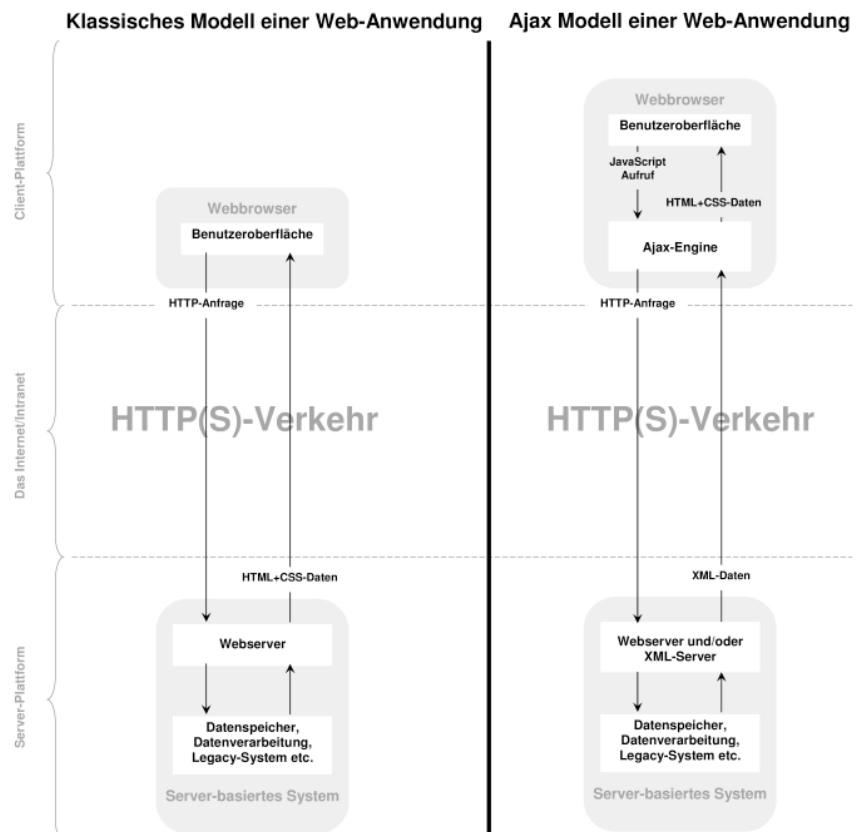 Klassisches Modell einer Web-Anwendung
Ajax Modell einer Web-Anwendung
Client-Plattform
Das Internet/Intranet
Server-Plattform
Webbrowser
Benutzeroberfläche
HTTP-Anfrage
HTTP(S)-Verkehr
HTML+CSS-Daten
Webserver
Datenspeicher,
Datenverarbeitung,
Legacy-System etc.
Server-basiertes System
Webbrowser
Benutzeroberfläche
JavaScript
Aufruf
HTML+CSS-Daten
Ajax-Engine
HTTP-Anfrage
HTTP(S)-Verkehr
XML-Daten
Webserver und/oder
XML-Server
Datenspeicher,
Datenverarbeitung,
Legacy-System etc.
Server-basiertes System